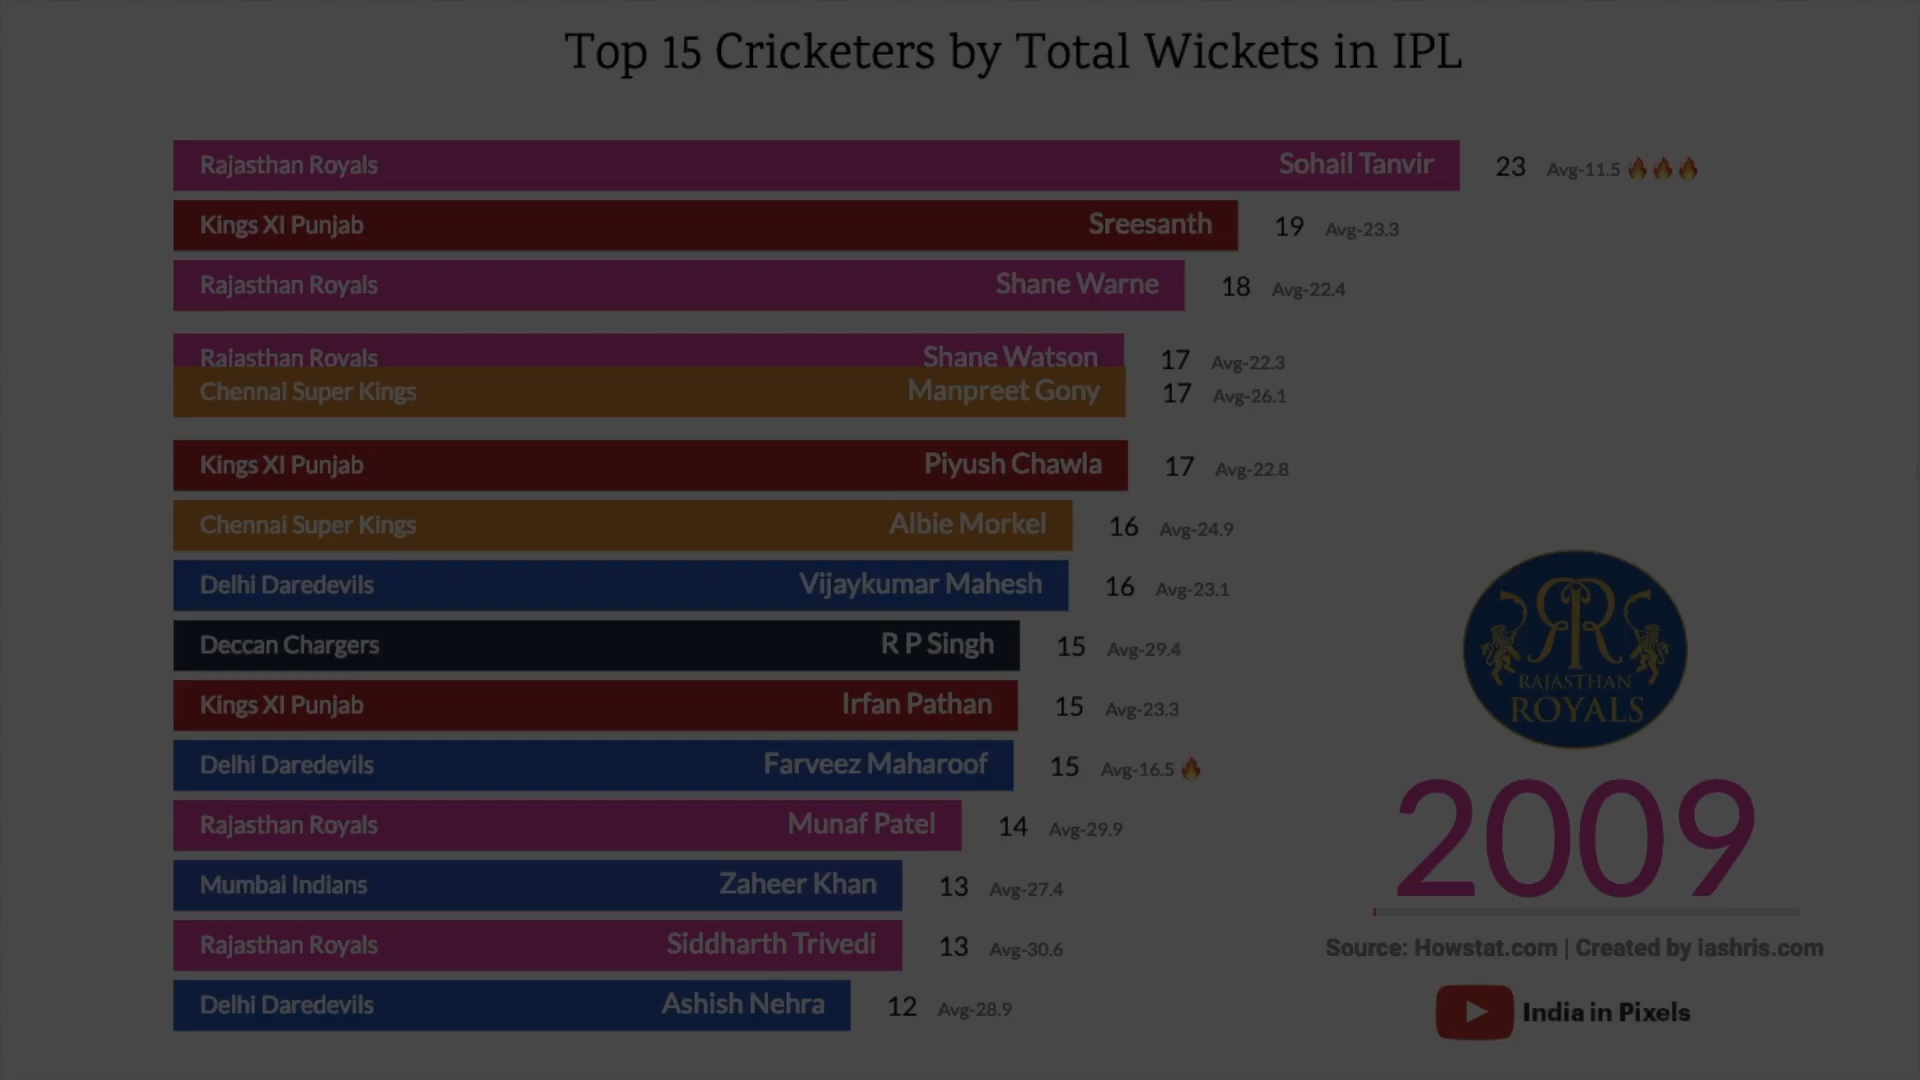 Top 15 Cricketers by Total Wickets in IPL
Rajasthan Royals Sohail Tanvir 23 Avg-11.5
Kings XI Punjab Sreesanth 19 Avg-23.3
Rajasthan Royals Shane Warne 18 Avg-22.4
Rajasthan Royals Shane Watson 17 Avg-22.3
Chennai Super Kings Manpreet Gony 17 Avg-26.1
Kings XI Punjab Piyush Chawla 17 Avg-22.8
Chennai Super Kings Albie Morkel 16 Avg-24.9
Delhi Daredevils Vijaykumar Mahesh 16 Avg-23.1
Deccan Chargers R P Singh 15 Avg-29.4
Kings XI Punjab Irfan Pathan 15 Avg-23.3
Delhi Daredevils Farveez Maharoof 15 Avg-16.5
Rajasthan Royals Munaf Patel 14 Avg-29.9
Mumbai Indians Zaheer Khan 13 Avg-27.4
Rajasthan Royals Siddharth Trivedi 13 Avg-30.6
Delhi Daredevils Ashish Nehra 12 Avg-28.9
RR
RAJASTHAN
ROYALS
2009
Source: Howstat.com | Created by iashris.com
India in Pixels